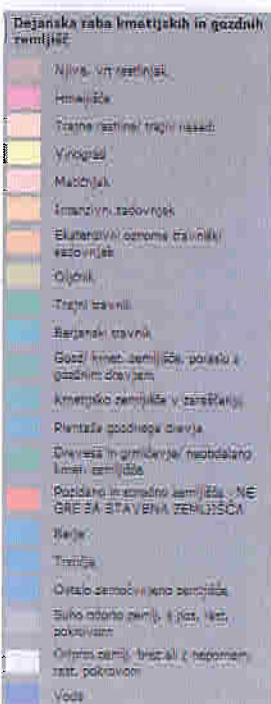 Dejanska raba kmetijskih in gozdnih
zemljišč
Njiva, vrt rastlinjak
Hmeljišče
Trajne rastline/ trajni nasadi
Vinograd
Matičnjak
Intenzivni sadovnjak
Ekstenzivni oziroma travniški
sadovnjak
Oljčnik
Trajni travnik
Barjanski travnik
Gozd/ kmet. zemljišče, poraslo z
gozdnim drevjem
Kmetijsko zemljišče v zaraščanju
Plantaža gozdnega drevja
Drevesa in grmičevje/ neobdelano
kmet. zemljišče
Pozidano in sorodno zemljišče - NE
GRE ZA STAVBNA ZEMLJIŠČA
Barje
Trstičje
Ostalo zamočvirjeno zemljišče
Suho odprto zemlj. s pos. rast.
pokrovom
Odprto zemlj. brez ali z nepomem.
rast. pokrovom
Voda